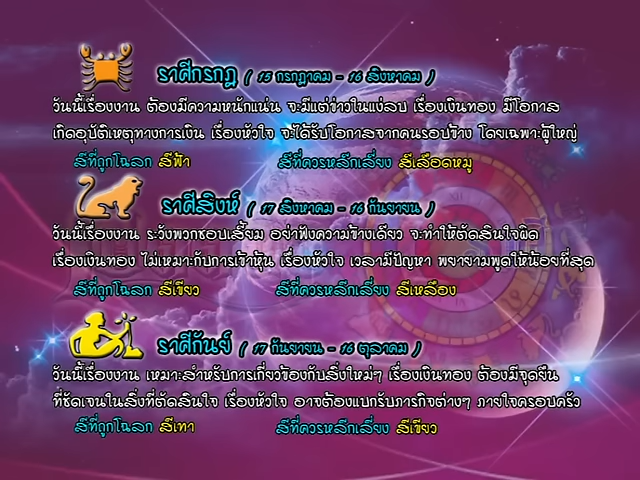 ราศีกรกฎ ( 15 กรกฎาคม - 16 สิงหาคม )
วันนี้เรื่องงาน ต้องมีความหนักแน่น จะมีแต่ข่าวในแง่ลบ เรื่องเงินทอง มีโอกาส
เกิดอุบัติเหตุทางการเงิน เรื่องหัวใจ จะได้รับโอกาสจากคนรอบข้าง โดยเฉพาะผู้ใหญ่
สีที่ถูกโฉลก สีฟ้า สีที่ควรหลีกเลี่ยง สีเลือดหมู
ราศีสิงห์ ( 17 สิงหาคม - 16 กันยายน )
วันนี้เรื่องงาน ระวังพวกชอบเสี้ยม อย่าฟังความข้างเดียว จะทำให้ตัดสินใจผิด
เรื่องเงินทอง ไม่เหมาะกับการเข้าหุ้น เรื่องหัวใจ เวลามีปัญหา พยายามพูดให้น้อยที่สุด
สีที่ถูกโฉลก สีเขียว สีที่ควรหลีกเลี่ยง สีเหลือง
ราศีกันย์ ( 17 กันยายน - 16 ตุลาคม )
วันนี้เรื่องงาน เหมาะสำหรับการเกี่ยวข้องกับสิ่งใหม่ๆ เรื่องเงินทอง ต้องมีจุดยืน
ที่ชัดเจนในสิ่งที่ตัดสินใจ เรื่องหัวใจ อาจต้องแบกรับภารกิจต่างๆ ภายใจครอบครัว
สีที่ถูกโฉลก สีเทา สีที่ควรหลีกเลี่ยง สีเขียว